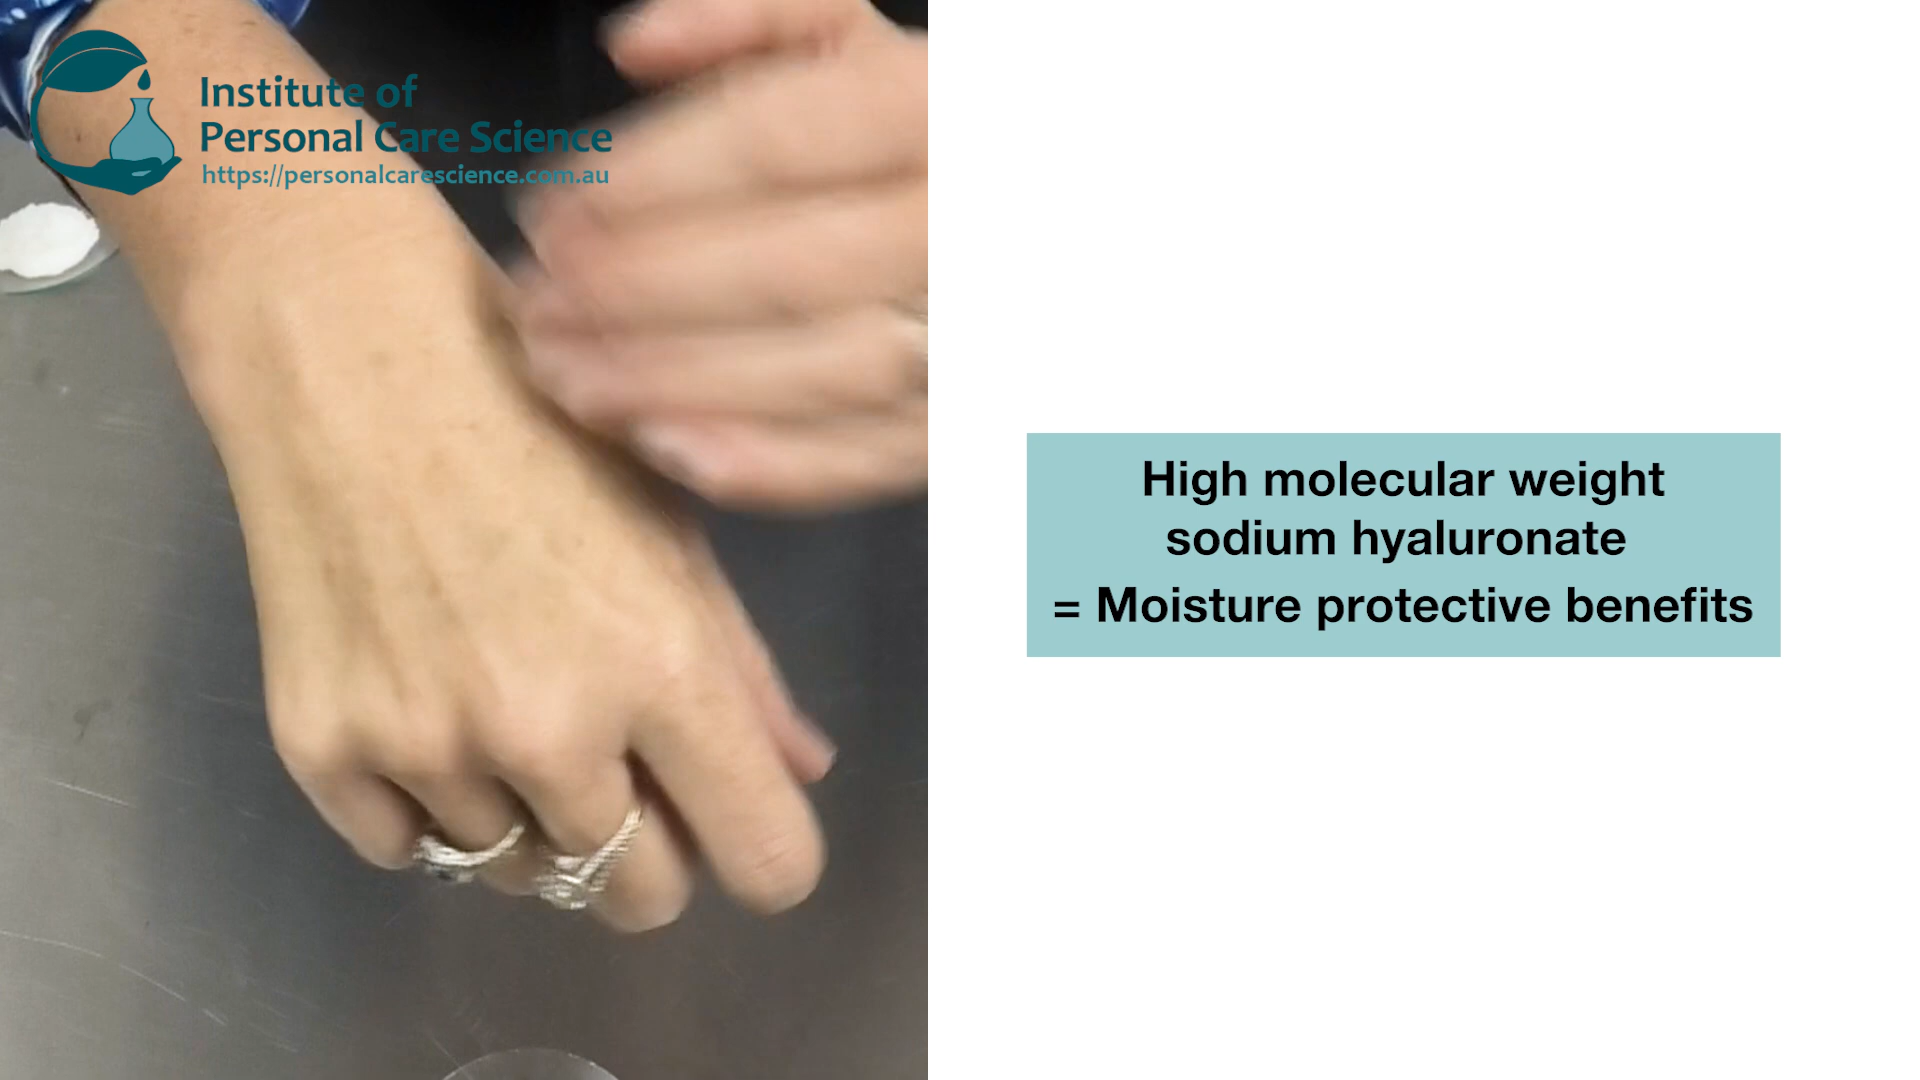 Institute of
Personal Care Science
https://personalcarescience.com.au
High molecular weight
sodium hyaluronate
= Moisture protective benefits